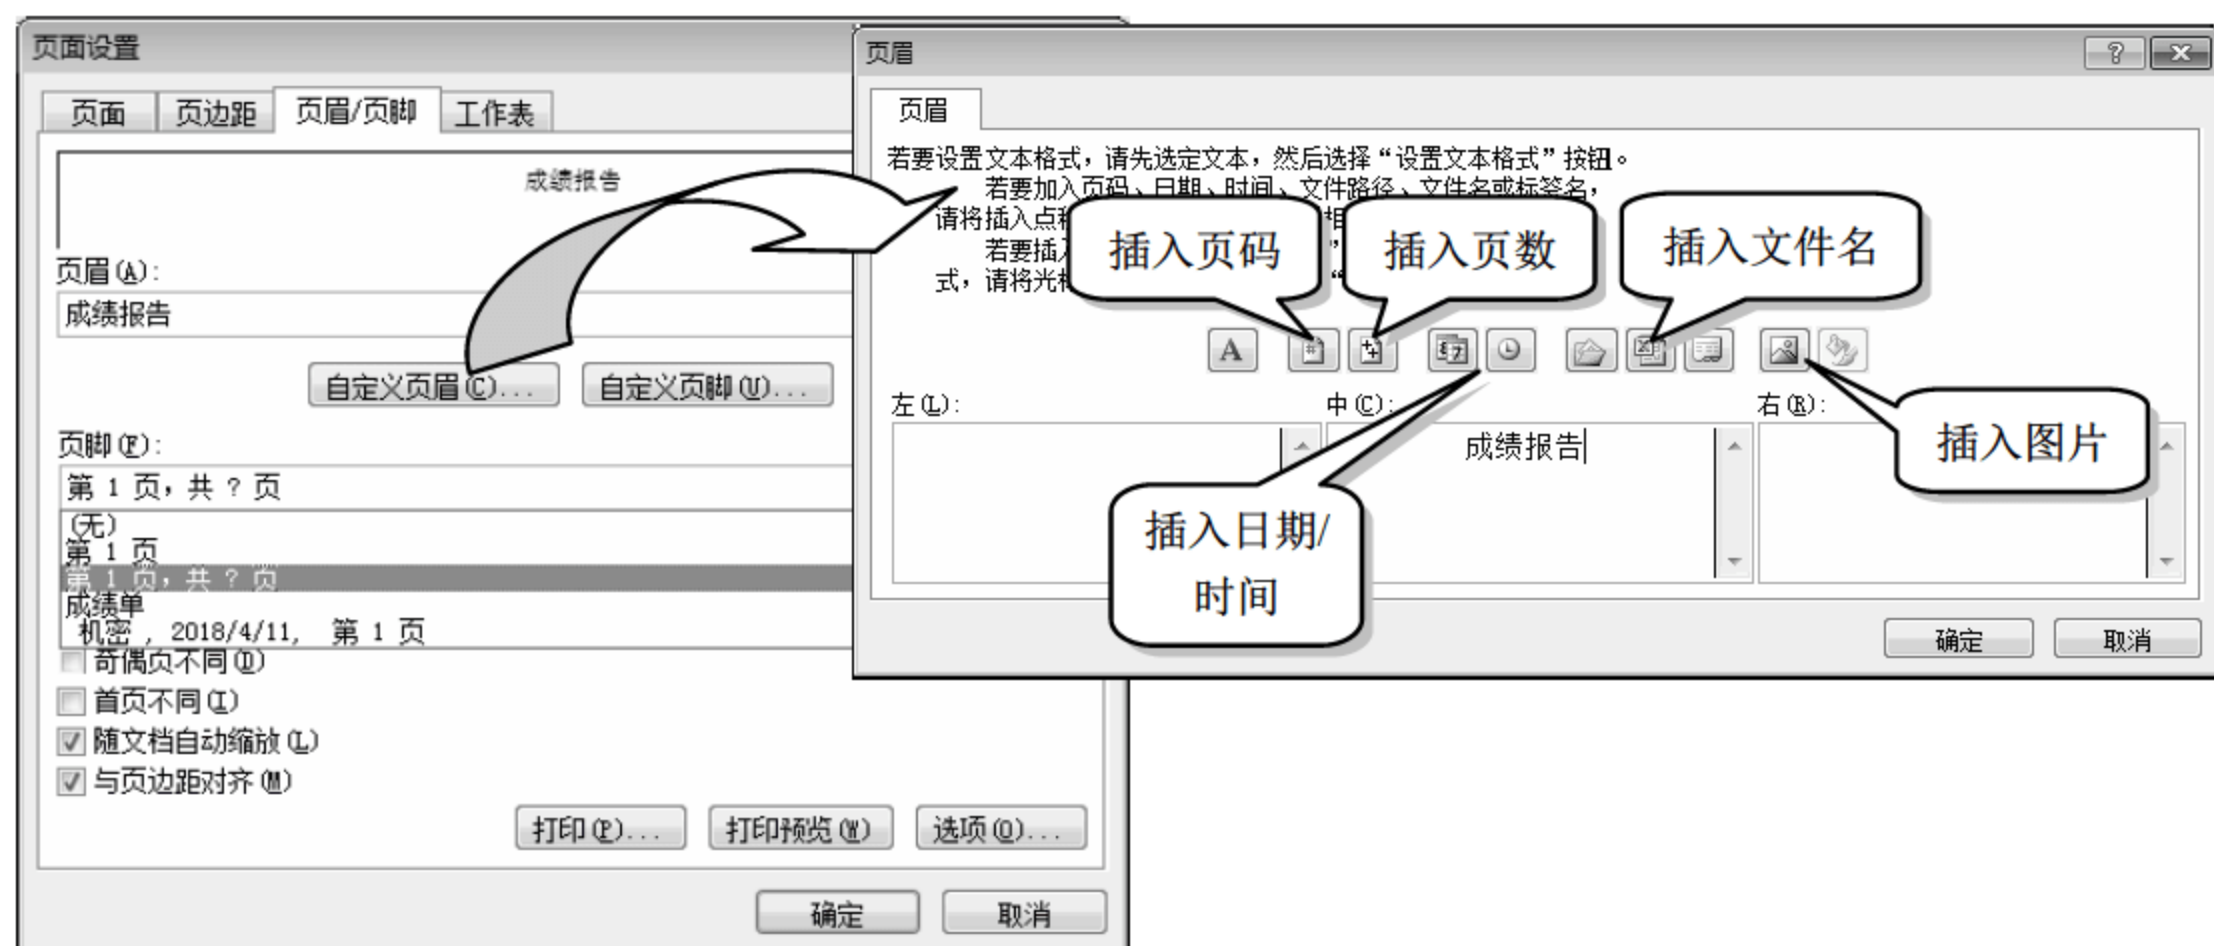 页面设置
页面
页边距
页眉/页脚
工作表
成绩报告
页眉(A):
成绩报告
自定义页眉(C)...
自定义页脚(U)...
页脚(F):
第 1 页，共 ? 页
(无)
第 1 页
第 1 页，共 ? 页
成绩单
机密 , 2018/4/11, 第 1 页
奇偶页不同(D)
首页不同(I)
随文档自动缩放(L)
与页边距对齐(M)
打印(P)...
打印预览(W)
选项(O)...
确定
取消
页眉
页眉
若要设置文本格式，请先选定文本，然后选择“设置文本格式”按钮。
若要加入页码、日期、时间、文件路径、文件名或标签名，
请将插入点
若要插
式，请将光
插入页码
插入页数
插入文件名
A
左(L):
中(C):
右(R):
成绩报告
插入图片
插入日期/
时间
确定
取消